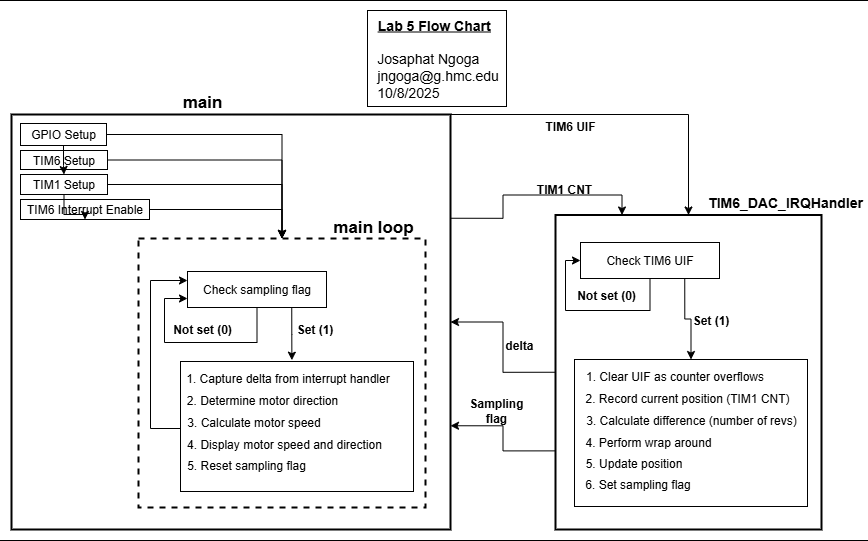 Lab 5 Flow Chart
Josaphat Ngoga
jngoga@g.hmc.edu
10/8/2025
main
GPIO Setup
TIM6 Setup
TIM1 Setup
TIM6 Interrupt Enable
main loop
Check sampling flag
Not set (0)
Set (1)
1. Capture delta from interrupt handler
2. Determine motor direction
3. Calculate motor speed
4. Display motor speed and direction
5. Reset sampling flag
TIM6 UIF
TIM1 CNT
delta
Sampling
flag
TIM6_DAC_IRQHandler
Check TIM6 UIF
Not set (0)
Set (1)
1. Clear UIF as counter overflows
2. Record current position (TIM1 CNT)
3. Calculate difference (number of revs)
4. Perform wrap around
5. Update position
6. Set sampling flag